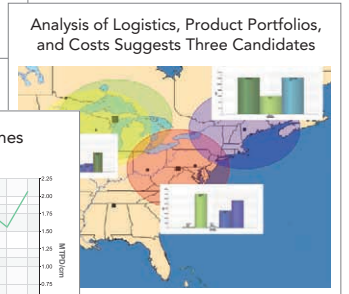 Analysis of Logistics, Product Portfolios,
and Costs Suggests Three Candidates
nes
2.25
2.00
1.75
1.50
1.25
1.00
0.75
MTPD/cm